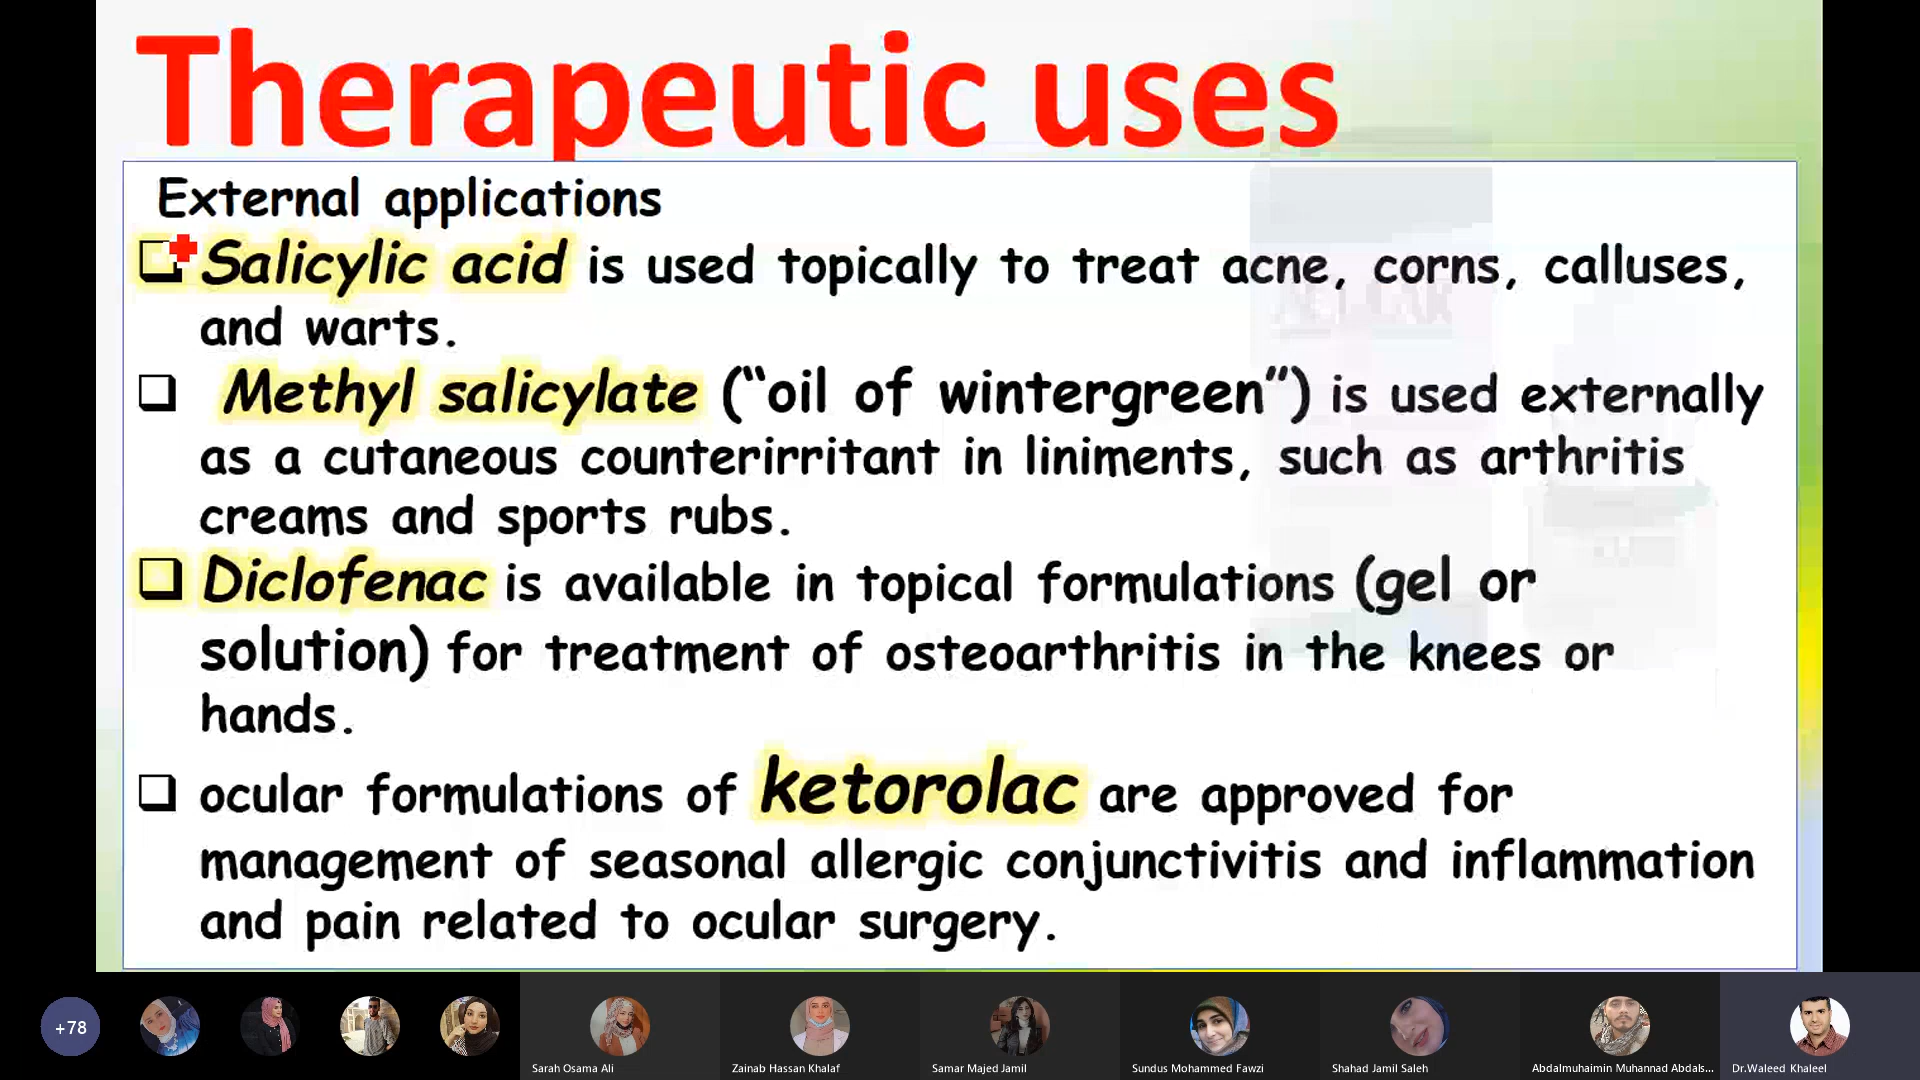 Therapeutic uses
External applications
Salicylic acid is used topically to treat acne, corns, calluses,
and warts.
Methyl salicylate (“oil of wintergreen”) is used externally
as a cutaneous counterirritant in liniments, such as arthritis
creams and sports rubs.
Diclofenac is available in topical formulations (gel or
solution) for treatment of osteoarthritis in the knees or
hands.
ocular formulations of ketorolac are approved for
management of seasonal allergic conjunctivitis and inflammation
and pain related to ocular surgery.
+78
Sarah Osama Ali
Zainab Hassan Khalaf
Samar Majed Jamil
Sundus Mohammed Fawzi
Shahad Jamil Saleh
Abdalmuhaimin Muhannad Abdals...
Dr.Waleed Khaleel